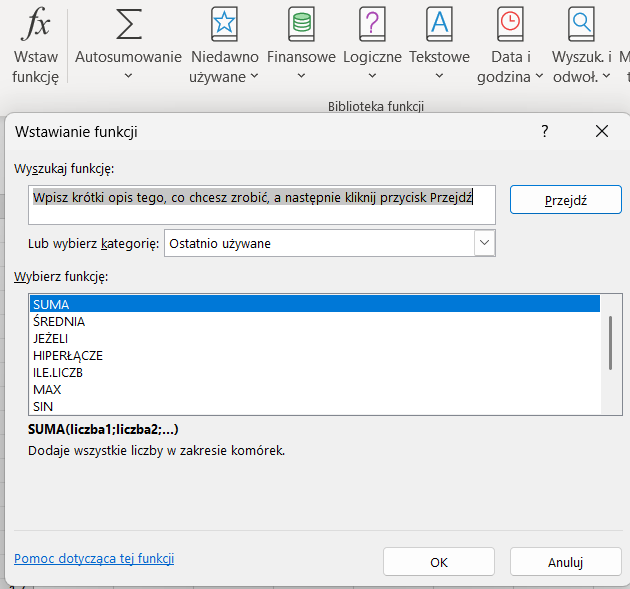 fx
Wstaw funkcję
Autosumowanie
Niedawno używane
Finansowe
Logiczne
Tekstowe
Data i godzina
Wyszuk. i odwoł.
Biblioteka funkcji
Wstawianie funkcji
?
Wyszukaj funkcję:
Wpisz krótki opis tego, co chcesz zrobić, a następnie kliknij przycisk Przejdź
Przejdź
Lub wybierz kategorię: Ostatnio używane
Wybierz funkcję:
SUMA
ŚREDNIA
JEŻELI
HIPERŁĄCZE
ILE.LICZB
MAX
SIN
SUMA(liczba1;liczba2;...)
Dodaje wszystkie liczby w zakresie komórek.
Pomoc dotycząca tej funkcji
OK
Anuluj